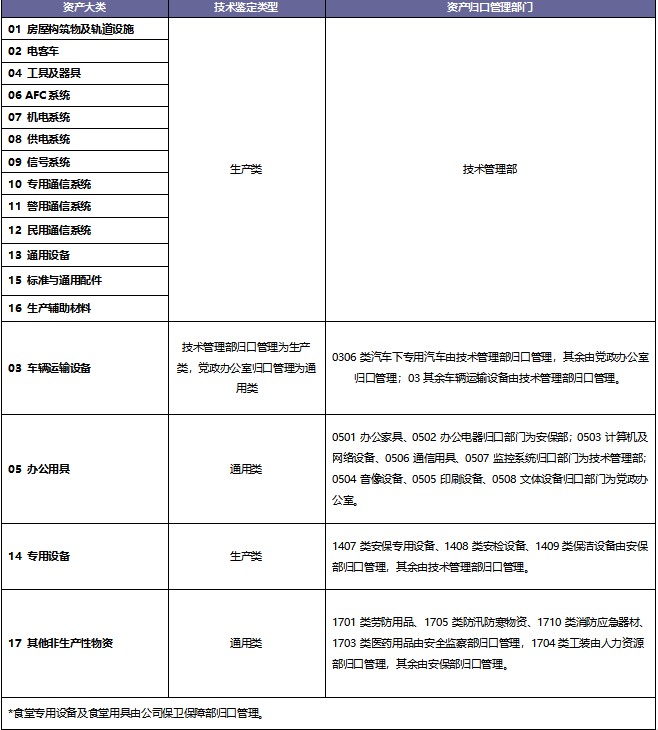 资产大类 技术鉴定类型 资产归口管理部门
01 房屋构筑物及轨道设施
02 电客车
04 工具及器具
06 AFC 系统
07 机电系统
08 供电系统
09 信号系统
10 专用通信系统
11 警用通信系统
12 民用通信系统
13 通用设备
15 标准与通用配件
16 生产辅助材料
生产类
技术管理部
03 车辆运输设备
技术管理部归口管理为生产
类，党政办公室归口管理为通
用类
0306 类汽车下专用汽车由技术管理部归口管理，其余由党政办公室
归口管理；03 其余车辆运输设备由技术管理部归口管理。
05 办公用具
通用类
0501 办公家具、0502 办公电器归口部门为安保部；0503 计算机及
网络设备、0506 通信用具、0507 监控系统归口部门为技术管理部；
0504 音像设备、0505 印刷设备、0508 文体设备归口部门为党政办
公室。
14 专用设备
生产类
1407 类安保专用设备、1408 类安检设备、1409 类保洁设备由安保
部归口管理，其余由技术管理部归口管理。
17 其他非生产性物资
通用类
1701 类劳防用品、1705 类防汛防寒物资、1710 类消防应急器材、
1703 类医药用品由安全监察部归口管理，1704 类工装由人力资源
部归口管理，其余由安保部归口管理。
*食堂专用设备及食堂用具由公司保卫保障部归口管理。